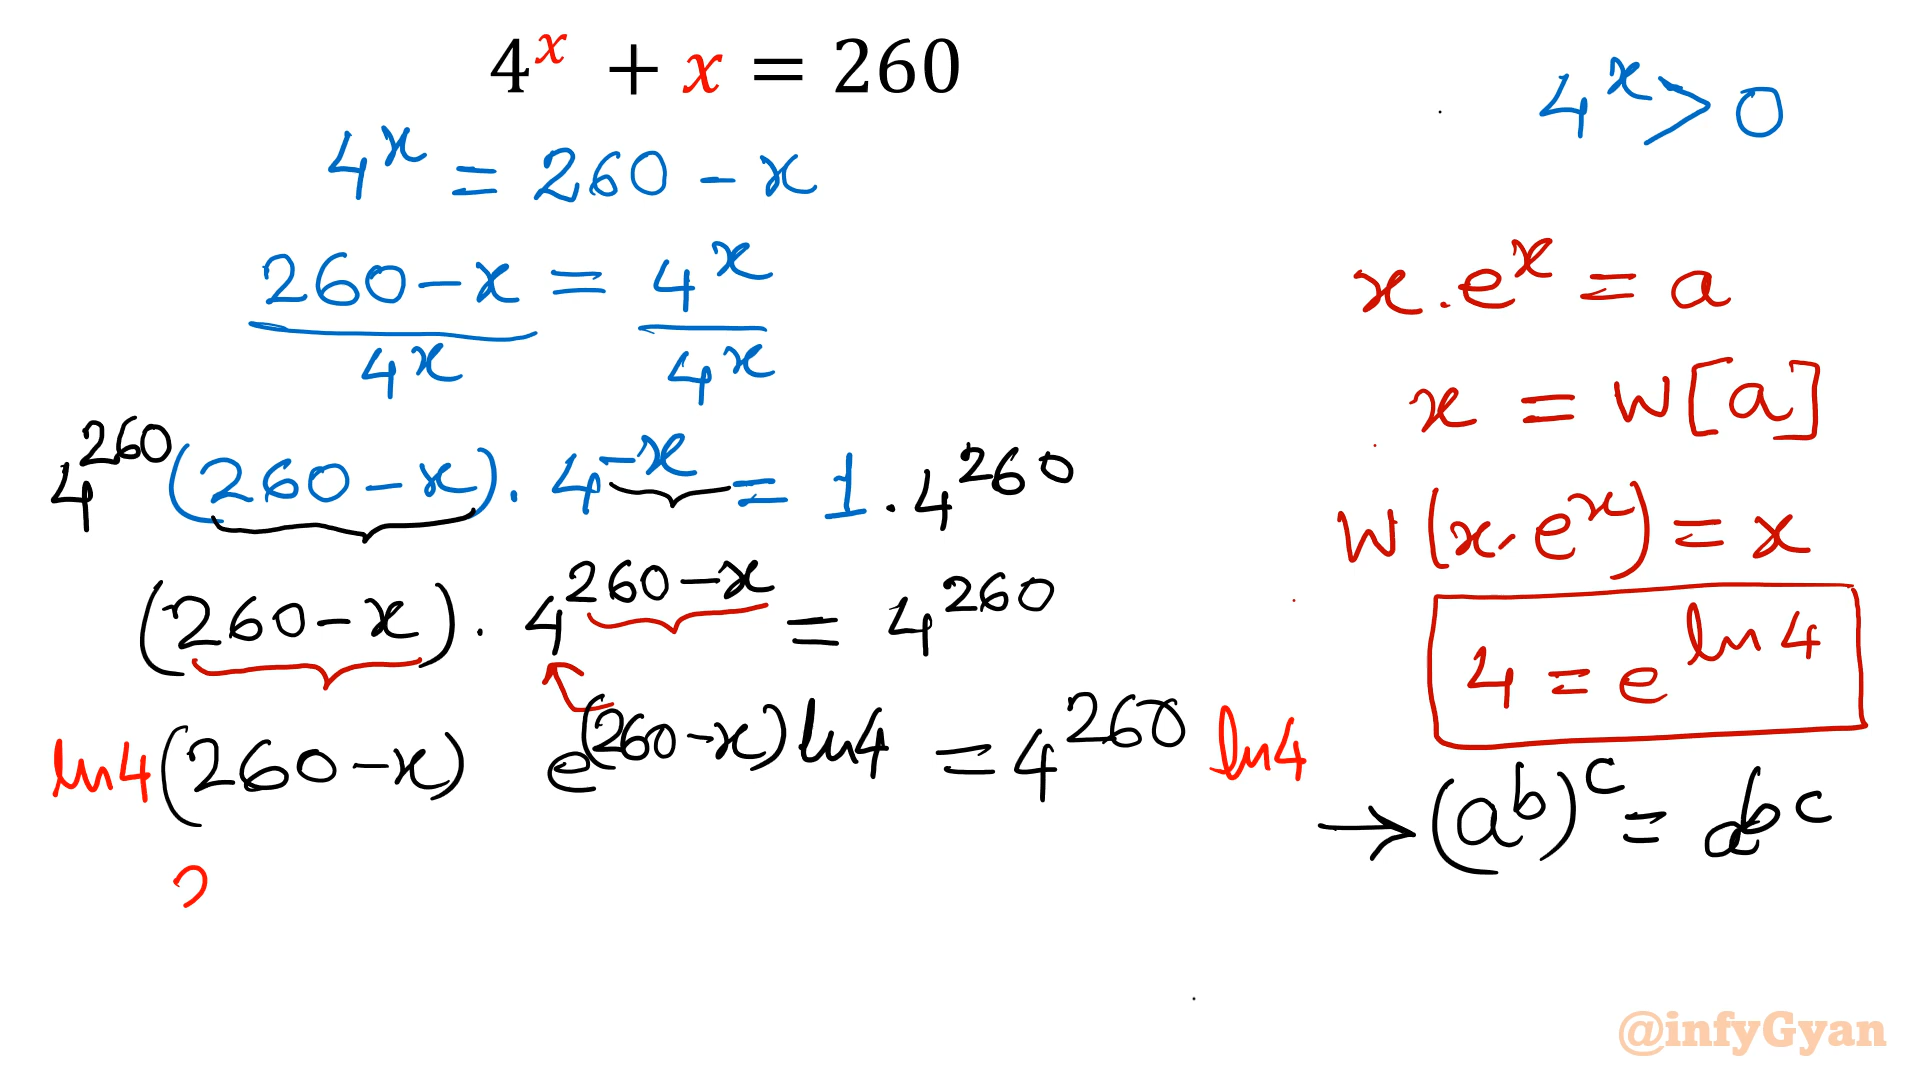 4^x + x = 260
4^x = 260 - x
260 - x / 4^x = 4^x / 4^x
4^260 (260 - x) . 4^-x = 1 . 4^260
(260 - x) . 4^260-x = 4^260
ln4 (260 - x) e^(260-x) ln4 = 4^260 ln4
4^x > 0
x . e^x = a
x = W[a]
W(x. e^x) = x
4 = e^ln4
→ (a^b)^c = a^bc
@infyGyan